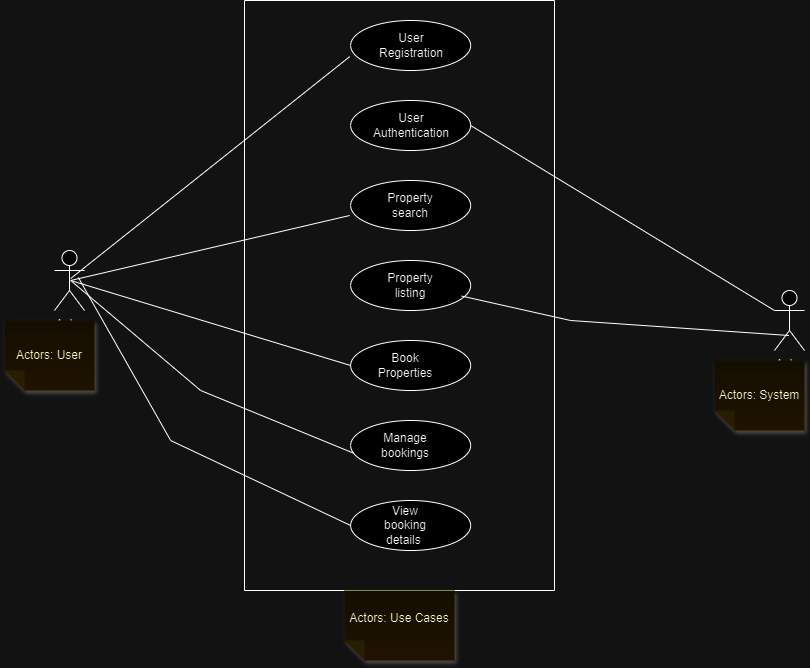 User
Registration
User
Authentication
Property
search
Property
listing
Book
Properties
Manage
bookings
View
booking
details
Actors: User
Actors: System
Actors: Use Cases